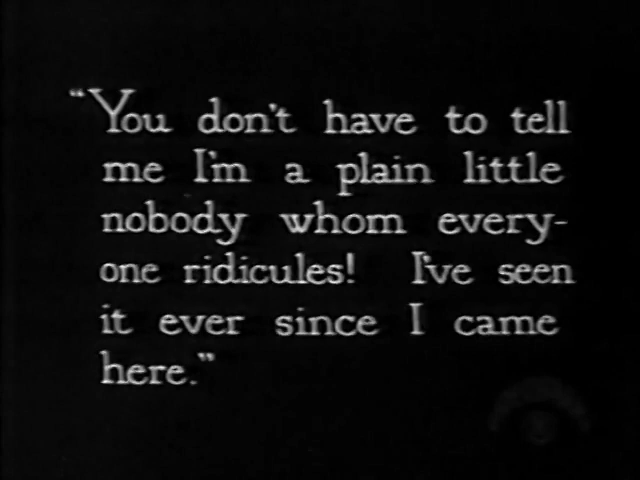 "You don't have to tell
me I'm a plain little
nobody whom every-
one ridicules! I've seen
it ever since I came
here."